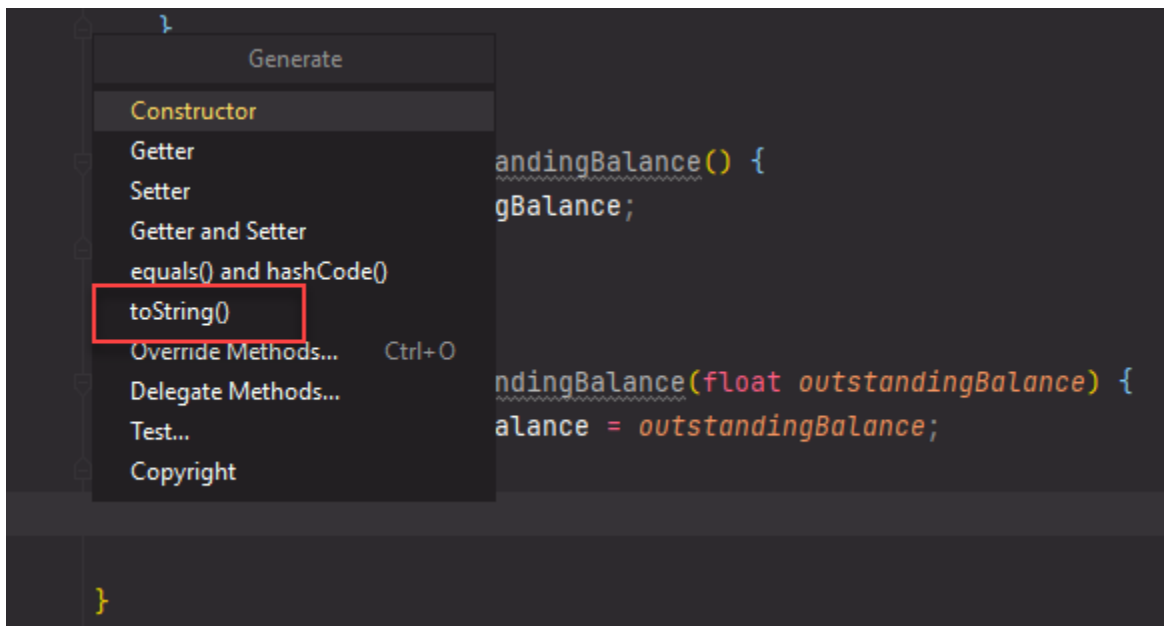 }
Generate
Constructor
Getter
andingBalance() {
Setter
gBalance;
Getter and Setter
equals() and hashCode()
toString()
Override Methods... Ctrl+O
ndingBalance(float outstandingBalance) {
Delegate Methods...
Test...
alance = outstandingBalance;
Copyright
}